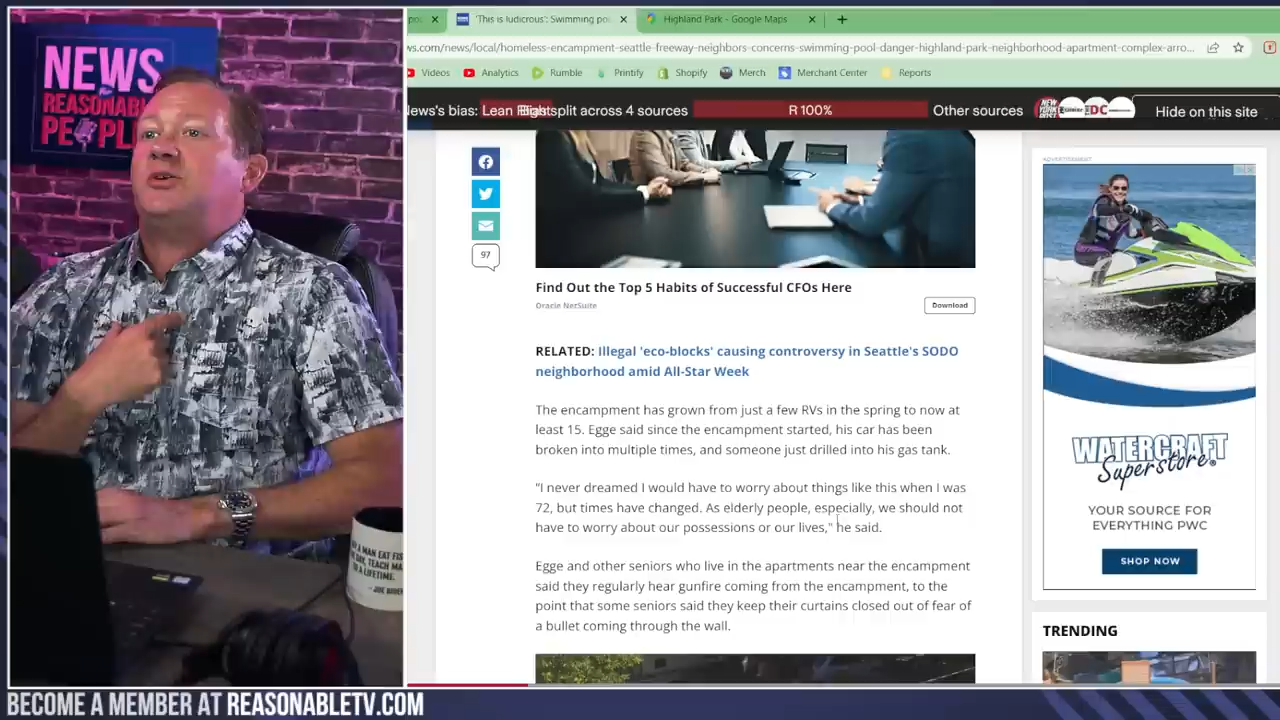 'This is ludicrous': Swimming po
Highland Park - Google Maps
ws.com/news/local/homeless-encampment-seattle-freeway-neighbors-concerns-swimming-pool-danger-highland-park-neighborhood-apartment-complex-arro...
Videos
Analytics
Rumble
Printify
Shopify
Merch
Merchant Center
Reports
NEWS
REASONABL
PE PL
News's bias: Lean
split across 4 sources
R 100%
Other sources
Hide on this site
97
Find Out the Top 5 Habits of Successful CFOs Here
Oracle NetSuite
Download
RELATED: Illegal 'eco-blocks' causing controversy in Seattle's SODO
neighborhood amid All-Star Week
The encampment has grown from just a few RVs in the spring to now at
least 15. Egge said since the encampment started, his car has been
broken into multiple times, and someone just drilled into his gas tank.
"I never dreamed I would have to worry about things like this when I was
72, but times have changed. As elderly people, especially, we should not
have to worry about our possessions or our lives," he said.
Egge and other seniors who live in the apartments near the encampment
said they regularly hear gunfire coming from the encampment, to the
point that some seniors said they keep their curtains closed out of fear of
a bullet coming through the wall.
ADVERTISEMENT
WATERCRAFT
Superstore
YOUR SOURCE FOR
EVERYTHING PWC
SHOP NOW
TRENDING
A MAN EAT FIS
DAY, TEACH MA
A LIFETIME.
BECOME A MEMBER AT REASONABLETV.COM